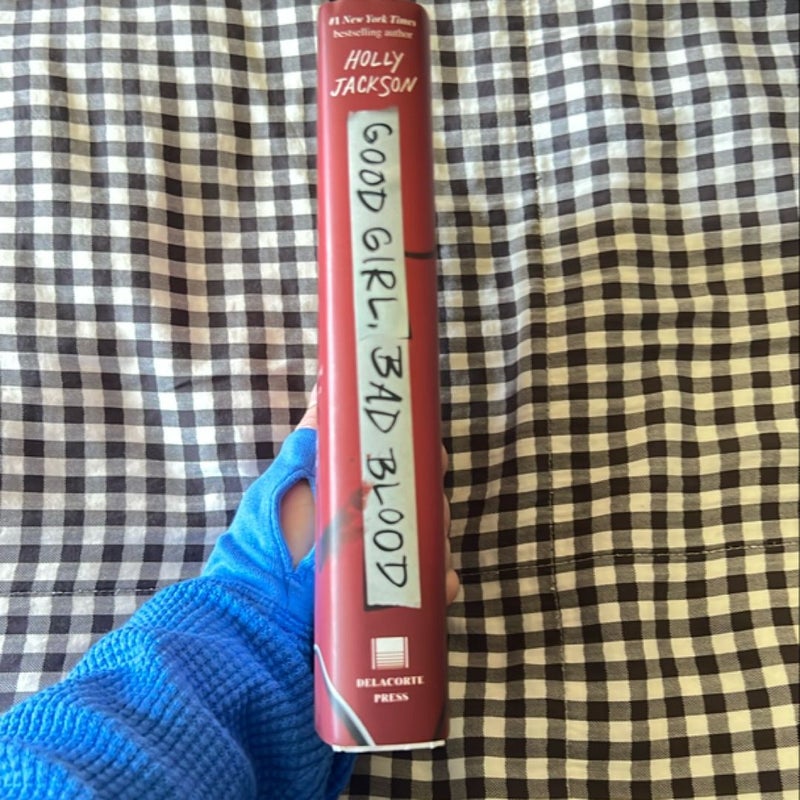 #1 New York Times
bestselling author
HOLLY
JACKSON
GOOD GIRL, BAD BLOOD
DELACORTE
PRESS